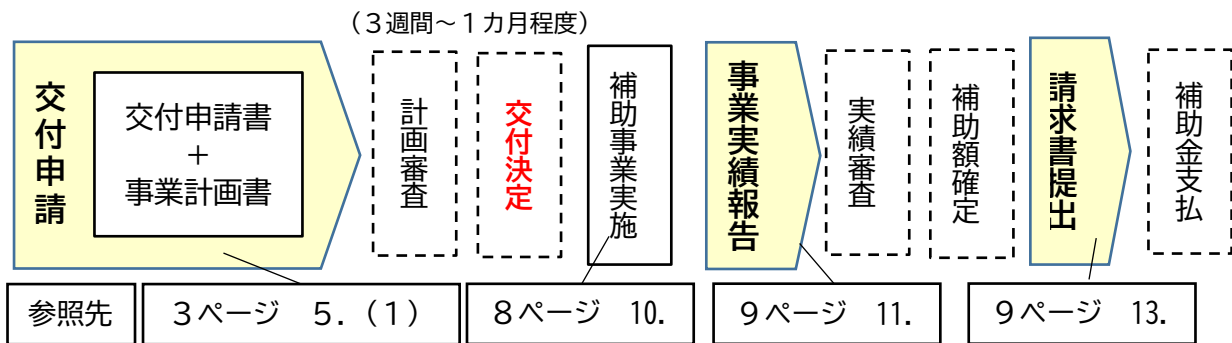 （３週間～１カ月程度）
交付申請
交付申請書
＋
事業計画書
計画審査
交付決定
補助事業実施
事業実績報告
実績審査
補助額確定
請求書提出
補助金支払
参照先
３ページ　５．（１）
８ページ　10．
９ページ　11．
９ページ　13．